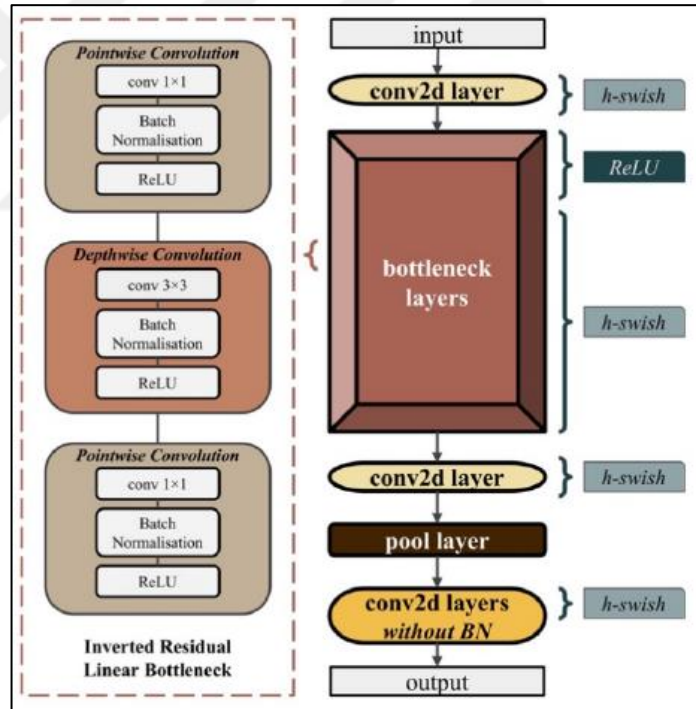 Pointwise Convolution
conv 1×1
Batch
Normalisation
ReLU
Depthwise Convolution
conv 3×3
Batch
Normalisation
ReLU
Pointwise Convolution
conv 1×1
Batch
Normalisation
ReLU
Inverted Residual
Linear Bottleneck
input
conv2d layer
h-swish
ReLU
bottleneck
layers
h-swish
conv2d layer
h-swish
pool layer
conv2d layers
without BN
h-swish
output